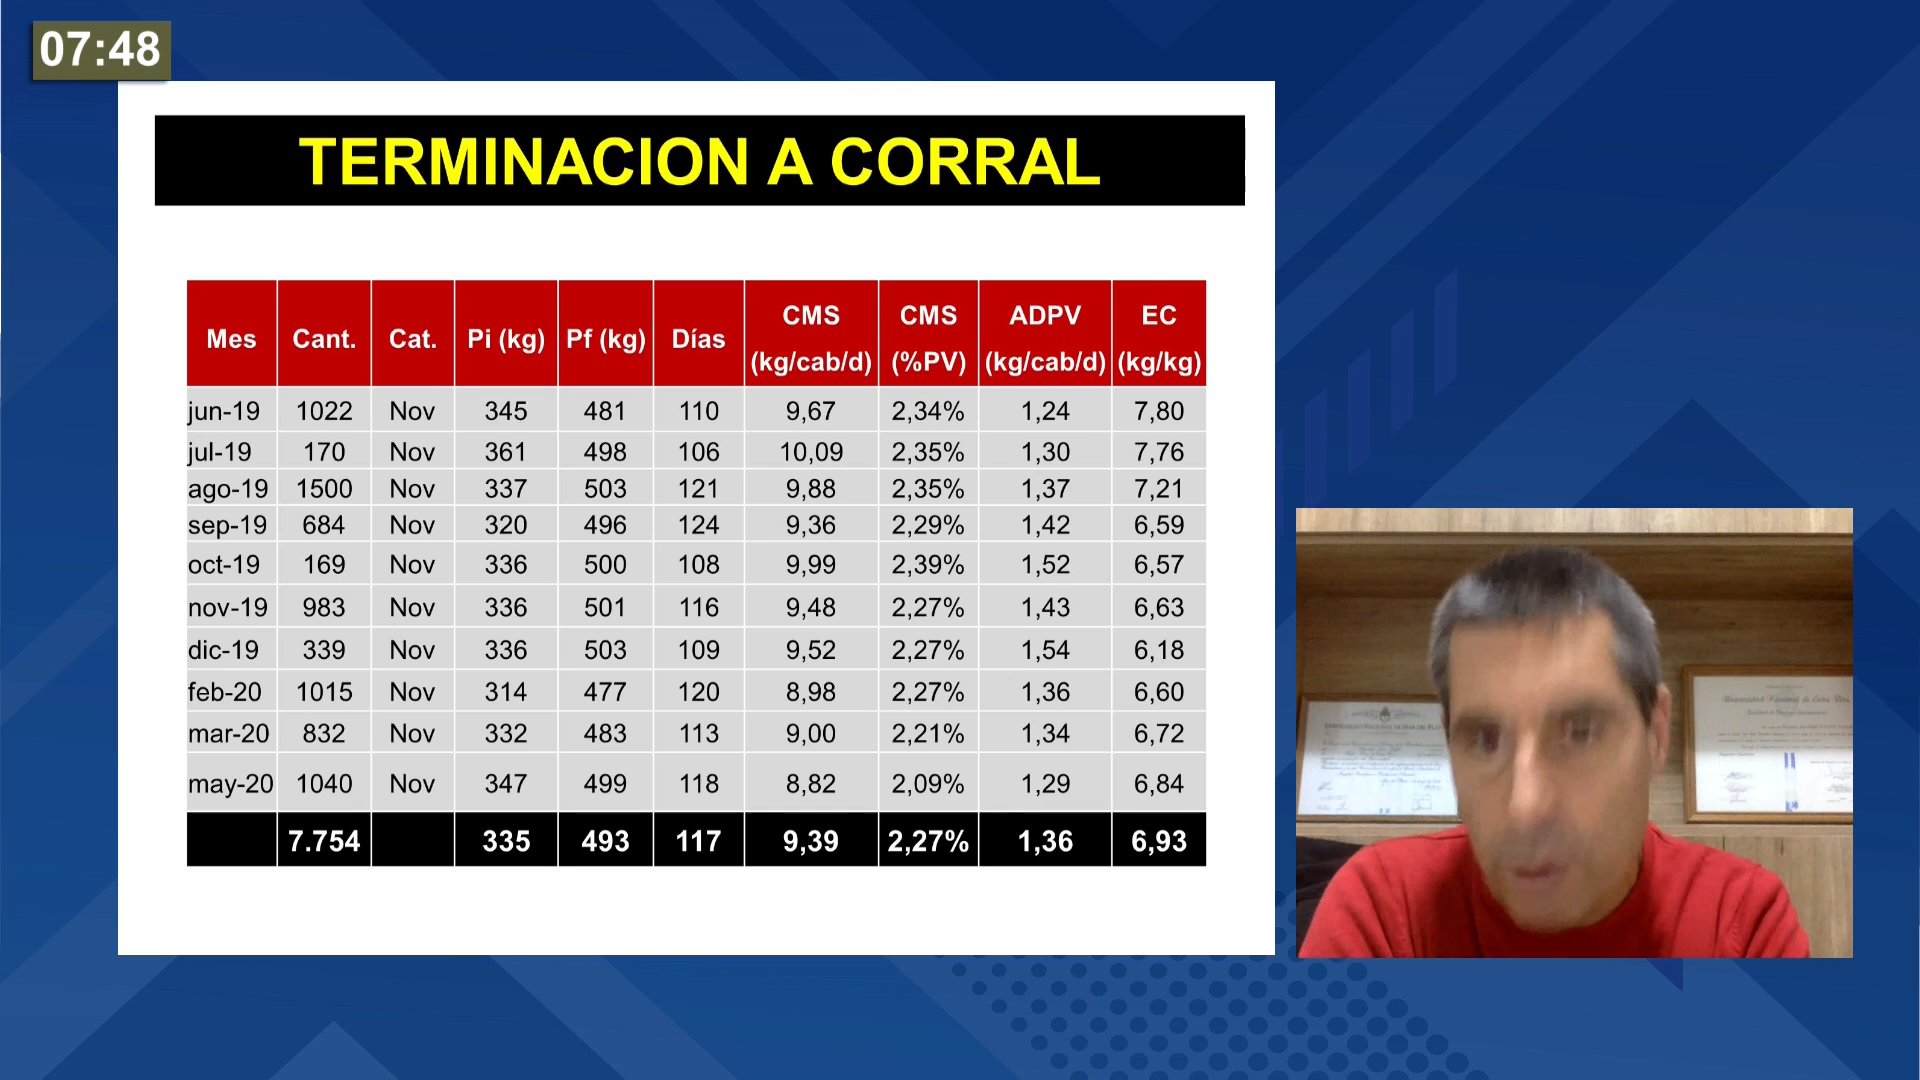 07:48
TERMINACION A CORRAL
Mes Cant. Cat. Pi (kg) Pf (kg) Días CMS (kg/cab/d) CMS (%PV) ADPV (kg/cab/d) EC (kg/kg)
jun-19 1022 Nov 345 481 110 9,67 2,34% 1,24 7,80
jul-19 170 Nov 361 498 106 10,09 2,35% 1,30 7,76
ago-19 1500 Nov 337 503 121 9,88 2,35% 1,37 7,21
sep-19 684 Nov 320 496 124 9,36 2,29% 1,42 6,59
oct-19 169 Nov 336 500 108 9,99 2,39% 1,52 6,57
nov-19 983 Nov 336 501 116 9,48 2,27% 1,43 6,63
dic-19 339 Nov 336 503 109 9,52 2,27% 1,54 6,18
feb-20 1015 Nov 314 477 120 8,98 2,27% 1,36 6,60
mar-20 832 Nov 332 483 113 9,00 2,21% 1,34 6,72
may-20 1040 Nov 347 499 118 8,82 2,09% 1,29 6,84
7.754 335 493 117 9,39 2,27% 1,36 6,93